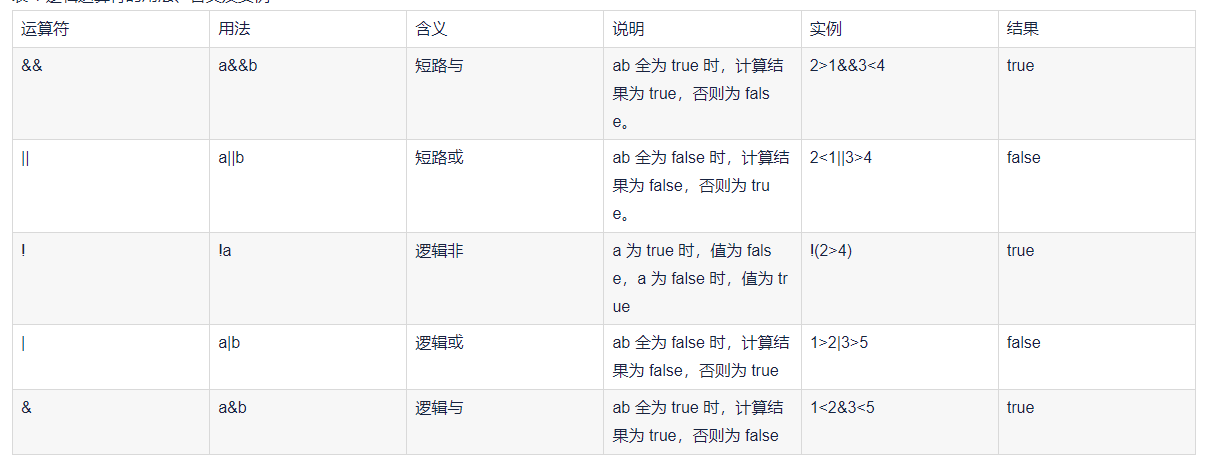 运算符 用法 含义 说明 实例 结果
&& a&&b 短路与 ab 全为 true 时，计算结 2>1&&3<4 true
果为 true，否则为 fals
e。
|| a||b 短路或 ab 全为 false 时，计算结 2<1||3>4 false
果为 false，否则为 tru
e。
! !a 逻辑非 a 为 true 时，值为 fals !(2>4) true
e，a 为 false 时，值为 tr
ue
| a|b 逻辑或 ab 全为 false 时，计算结 1>2|3>5 false
果为 false，否则为 true
& a&b 逻辑与 ab 全为 true 时，计算结 1<2&3<5 true
果为 true，否则为 false